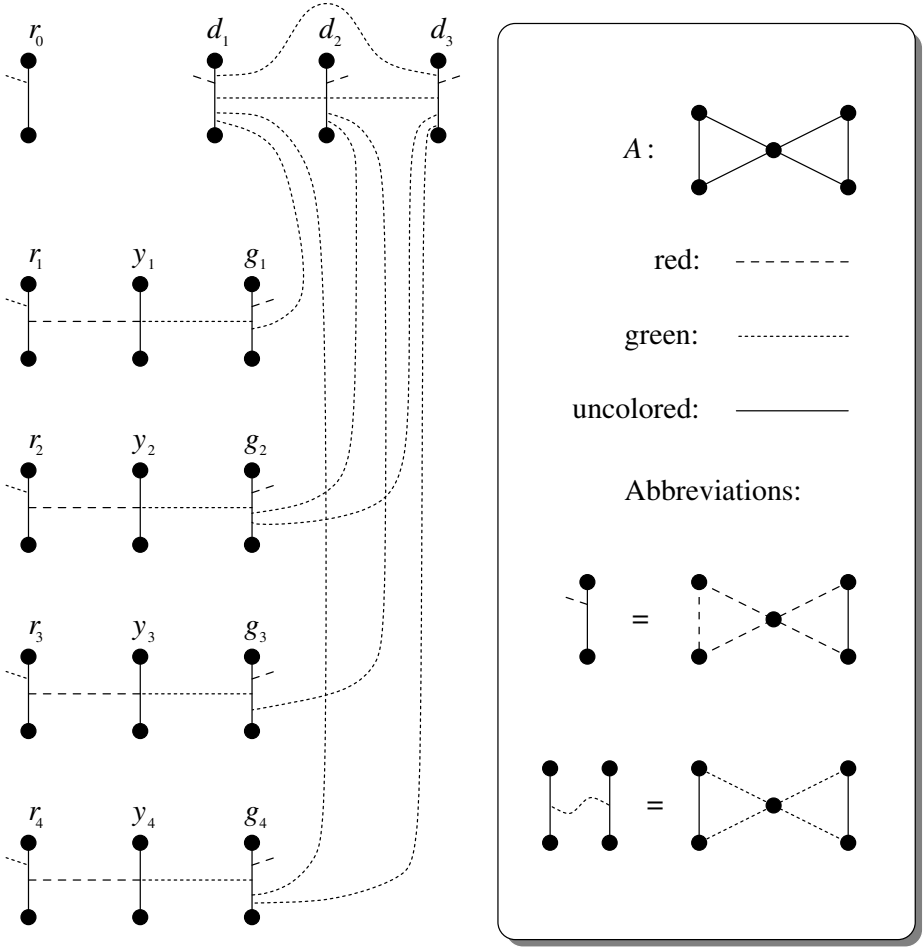 r₀ d₁ d₂ d₃
r₁ y₁ g₁
r₂ y₂ g₂
r₃ y₃ g₃
r₄ y₄ g₄
A:
red:
green:
uncolored:
Abbreviations:
=
=